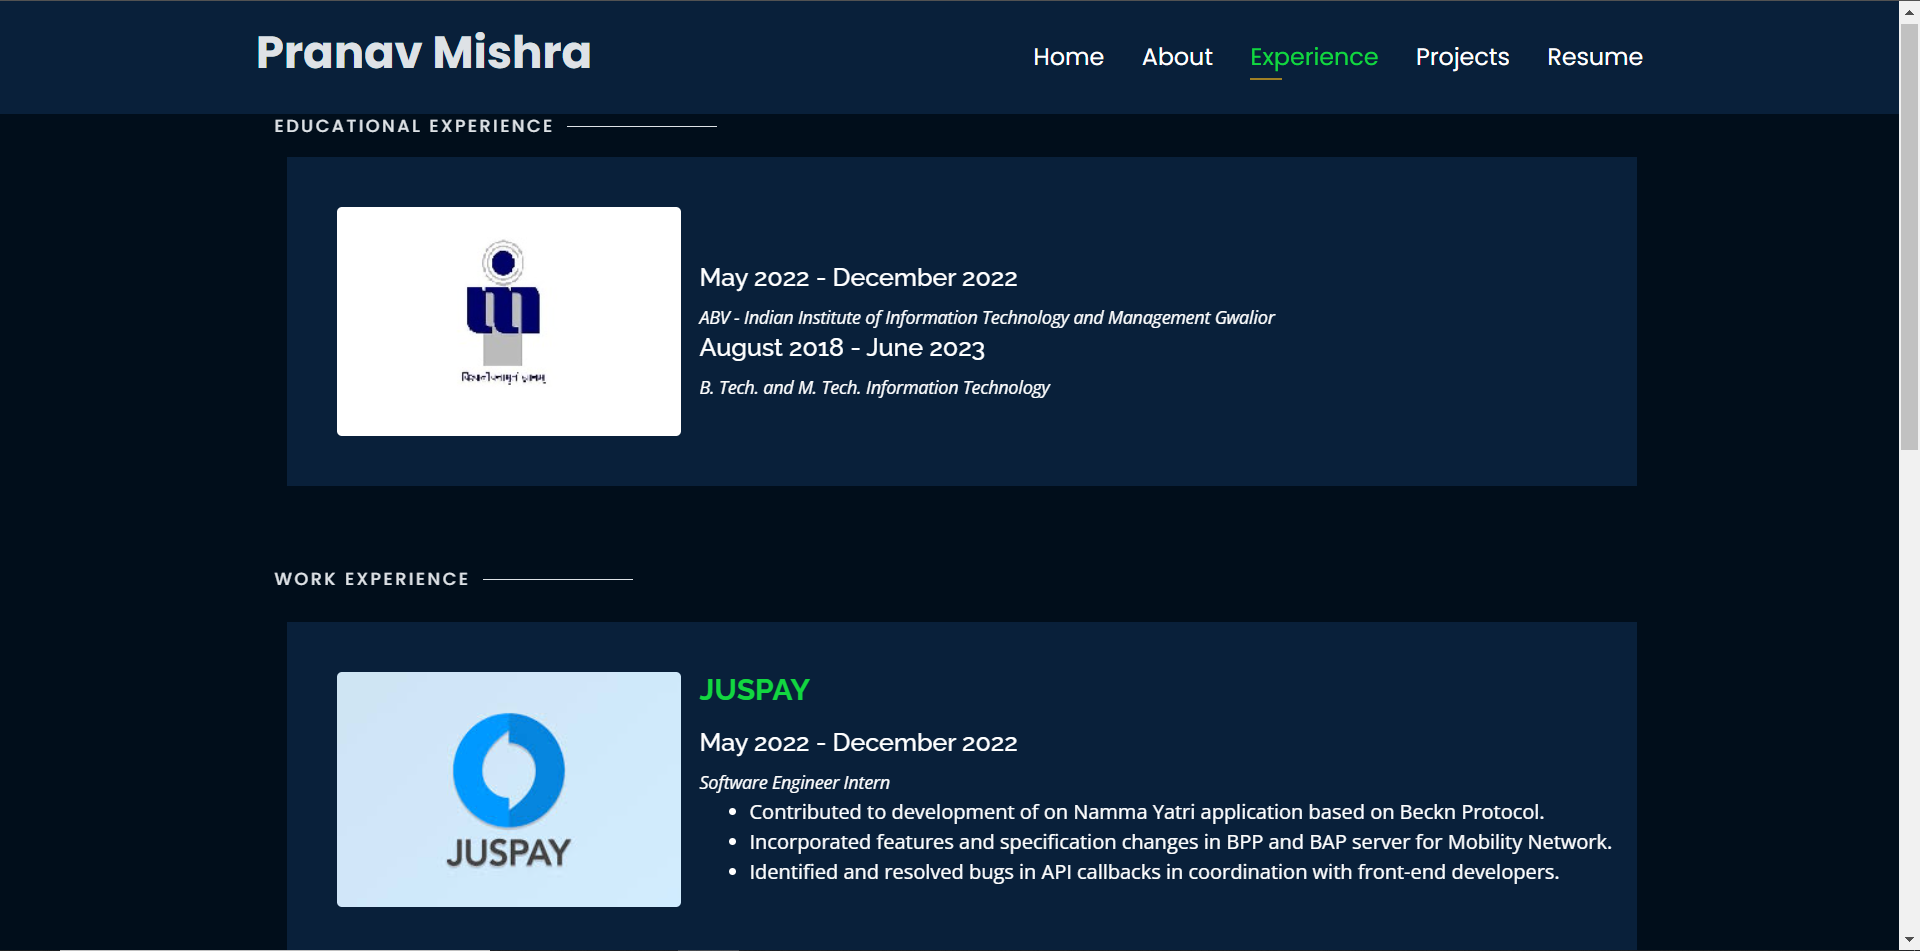 Pranav Mishra
Home About Experience Projects Resume
EDUCATIONAL EXPERIENCE
May 2022 - December 2022
ABV - Indian Institute of Information Technology and Management Gwalior
August 2018 - June 2023
B. Tech. and M. Tech. Information Technology
WORK EXPERIENCE
JUSPAY
JUSPAY
May 2022 - December 2022
Software Engineer Intern
• Contributed to development of on Namma Yatri application based on Beckn Protocol.
• Incorporated features and specification changes in BPP and BAP server for Mobility Network.
• Identified and resolved bugs in API callbacks in coordination with front-end developers.